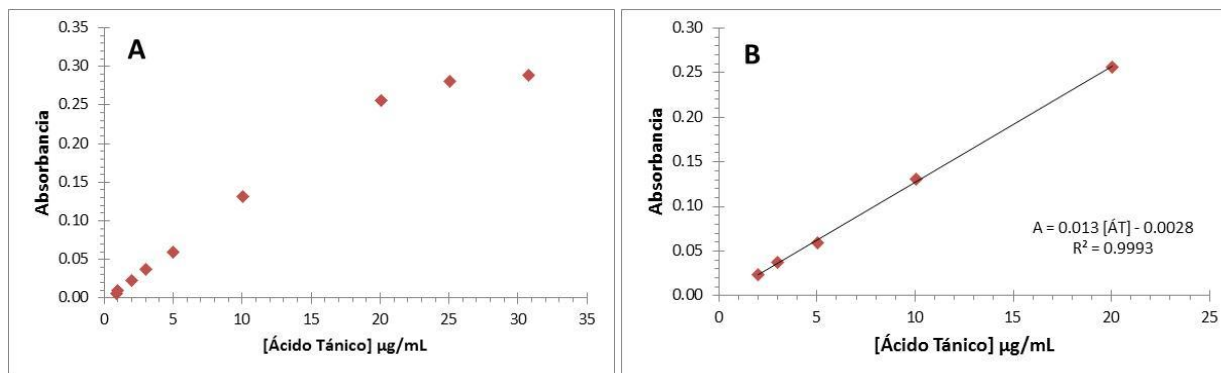 A
Absorbancia
0.35
0.30
0.25
0.20
0.15
0.10
0.05
0.00
0 5 10 15 20 25 30 35
[Ácido Tánico] µg/mL
B
Absorbancia
0.30
0.25
0.20
0.15
0.10
0.05
0.00
0 5 10 15 20 25
[Ácido Tánico] µg/mL
A = 0.013 [ÁT] - 0.0028
R² = 0.9993